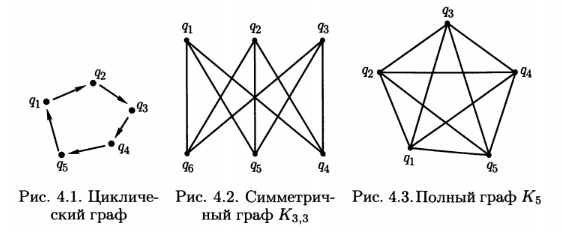 q₁ q₂ q₃ q₄ q₅
q₁ q₂ q₃
q₆ q₅ q₄
q₃
q₂ q₄
q₁ q₅
Рис. 4.1. Цикличе-
ский граф
Рис. 4.2. Симметрич-
ный граф K₃,₃
Рис. 4.3. Полный граф K₅